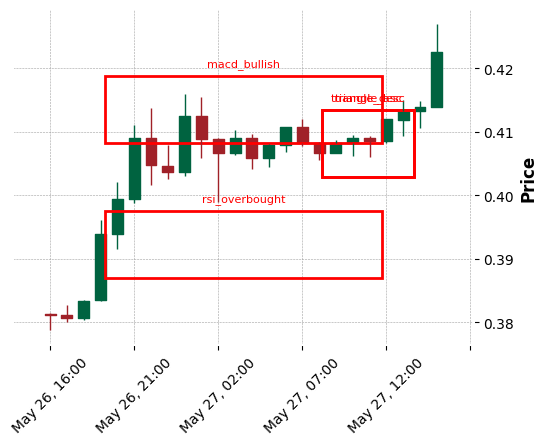 macd_bullish
rsi_overbought
0.42
0.41
0.40
0.39
0.38
Price
May 26, 16:00
May 26, 21:00
May 27, 02:00
May 27, 07:00
May 27, 12:00